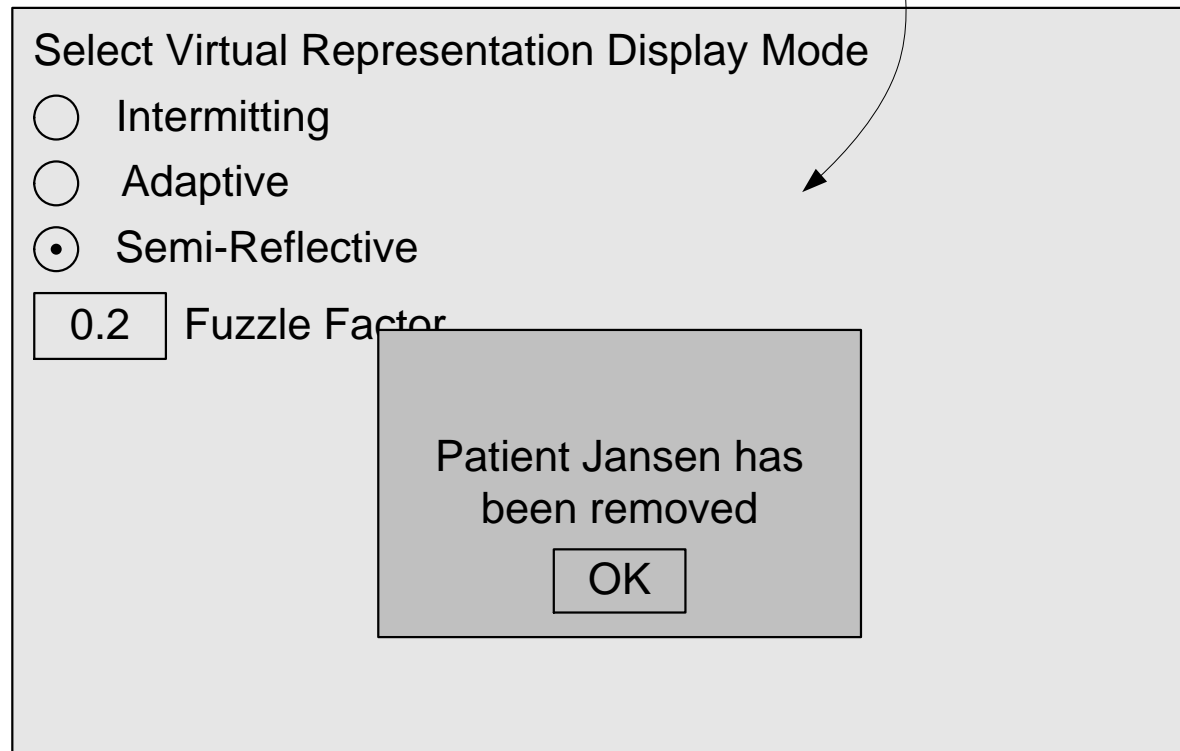 Select Virtual Representation Display Mode
Intermitting
Adaptive
Semi-Reflective
0.2 Fuzzle Factor
Patient Jansen has
been removed
OK